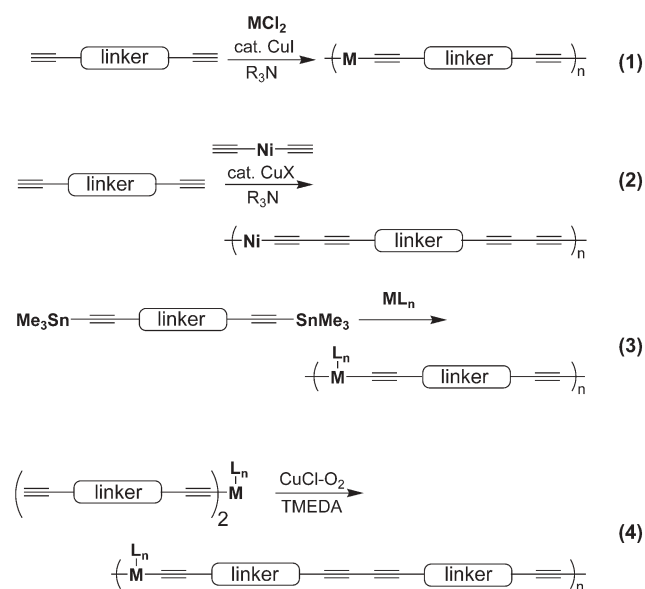 MCl2
linker cat. CuI ( M linker )n (1)
R3N
Ni
linker cat. CuX (2)
R3N
( Ni linker )n
Me3Sn linker SnMe3 MLn
(3)
Ln
( M linker )n
Ln
( linker )2 M CuCl-O2
TMEDA
(4)
Ln
( M linker linker )n